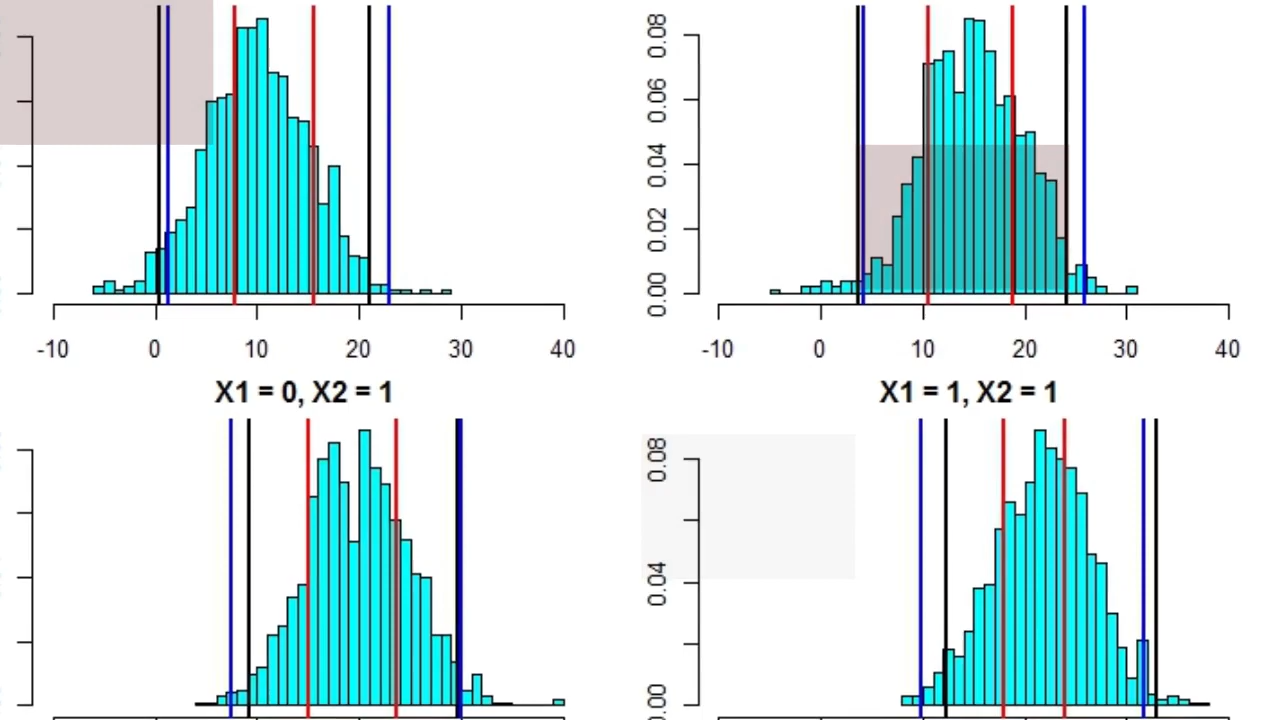 0.08
0.06
0.04
0.02
0.00
-10 0 10 20 30 40
-10 0 10 20 30 40
X1 = 0, X2 = 1
X1 = 1, X2 = 1
0.08
0.04
0.00